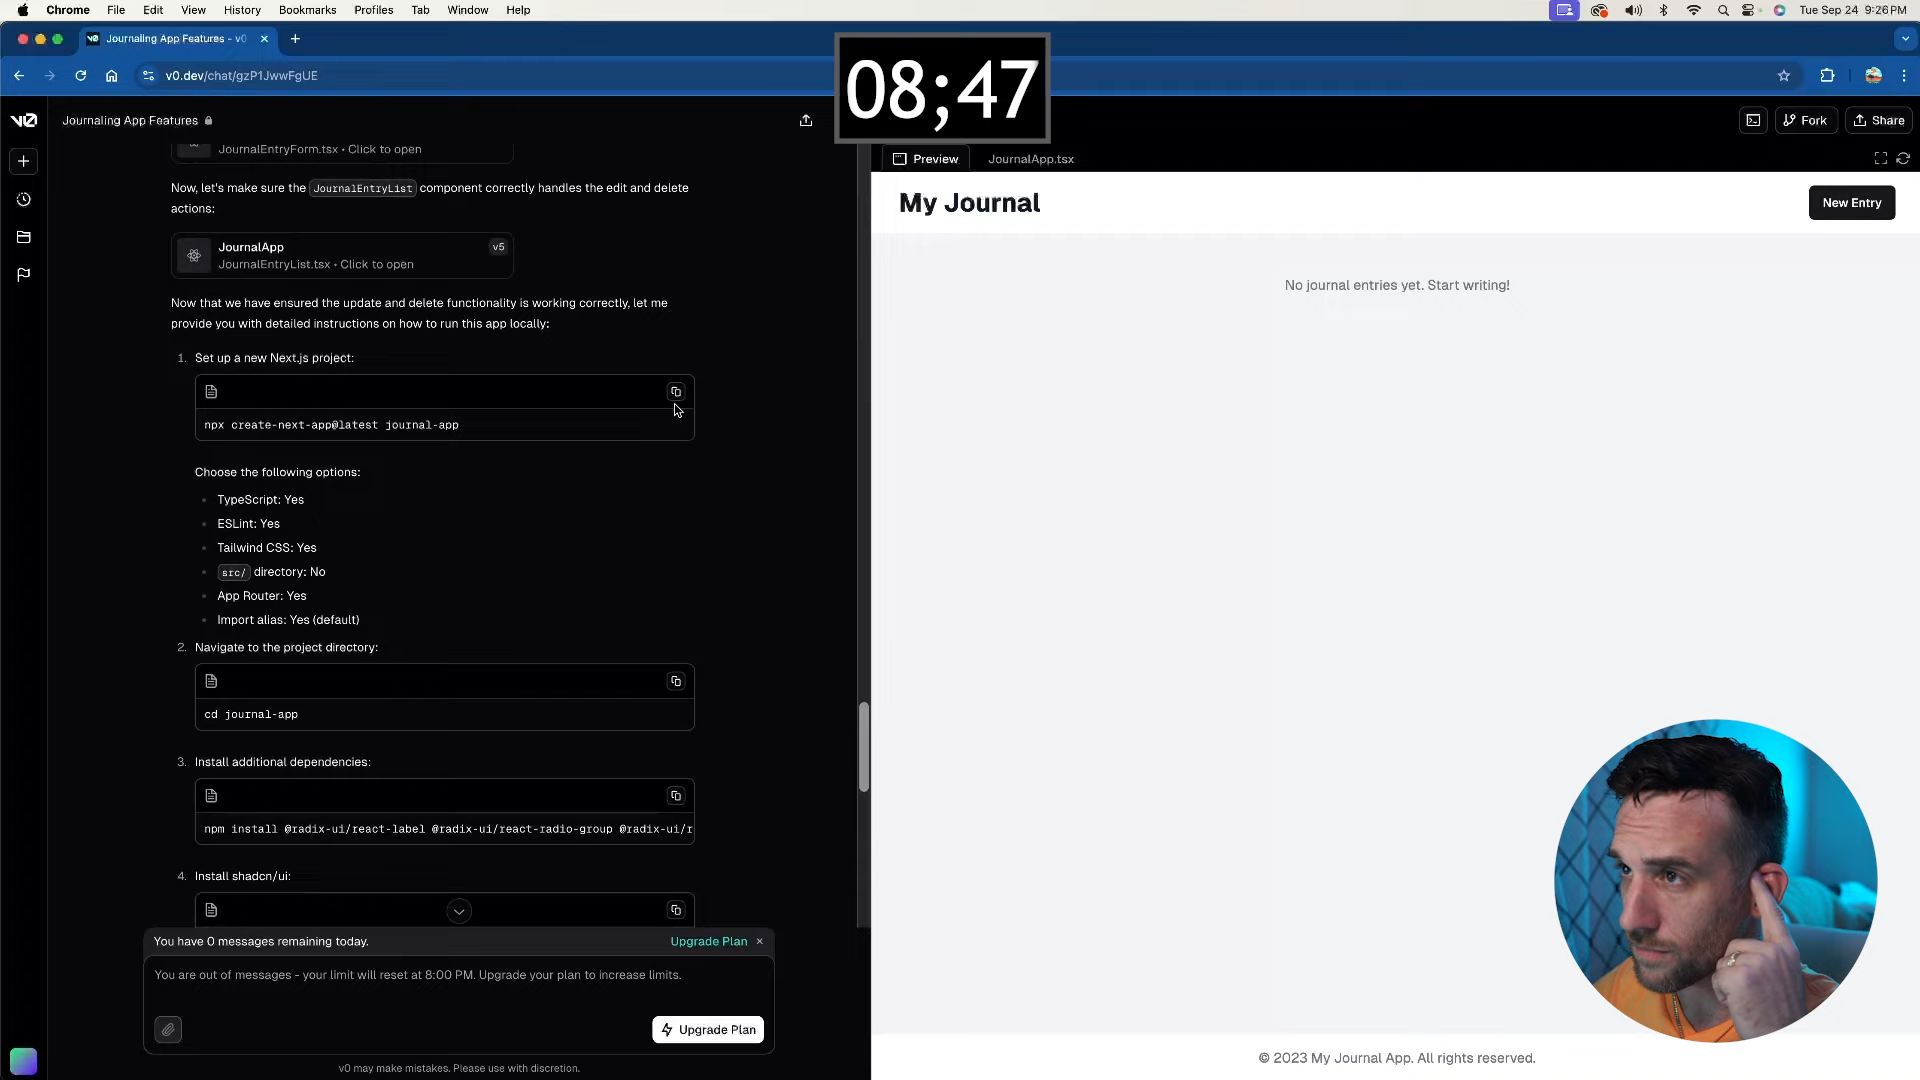 Chrome File Edit View History Bookmarks Profiles Tab Window Help
Tue Sep 24 9:26 PM
Journaling App Features - v0
v0.dev/chat/gzP1JwwFgUE
08;47
Journaling App Features
Fork
Share
JournalEntryForm.tsx • Click to open
Now, let's make sure the JournalEntryList component correctly handles the edit and delete
actions:
JournalApp
v5
JournalEntryList.tsx • Click to open
Now that we have ensured the update and delete functionality is working correctly, let me
provide you with detailed instructions on how to run this app locally:
1. Set up a new Next.js project:
npx create-next-app@latest journal-app
Choose the following options:
• TypeScript: Yes
• ESLint: Yes
• Tailwind CSS: Yes
• src/ directory: No
• App Router: Yes
• Import alias: Yes (default)
2. Navigate to the project directory:
cd journal-app
3. Install additional dependencies:
npm install @radix-ui/react-label @radix-ui/react-radio-group @radix-ui/r
4. Install shadcn/ui:
You have 0 messages remaining today.
Upgrade Plan ×
You are out of messages - your limit will reset at 8:00 PM. Upgrade your plan to increase limits.
Upgrade Plan
v0 may make mistakes. Please use with discretion.
Preview
JournalApp.tsx
My Journal
New Entry
No journal entries yet. Start writing!
© 2023 My Journal App. All rights reserved.